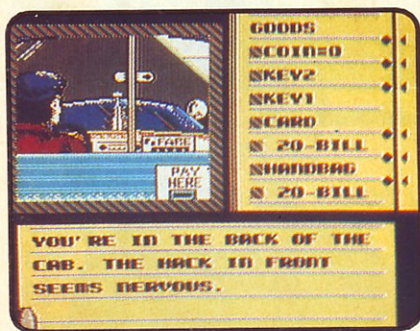 FARE
PAY
HERE
GOODS
COIN=0
KEY2
KEY1
CARD
20-BILL
HANDBAG
20-BILL
YOU'RE IN THE BACK OF THE
CAB. THE HACK IN FRONT
SEEMS NERVOUS.